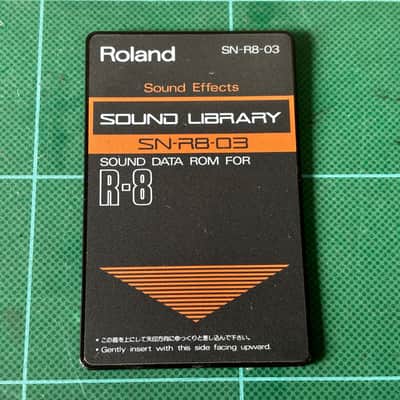 Roland SN-R8-03
Sound Effects
SOUND LIBRARY
SN-R8-03
SOUND DATA ROM FOR
R-8
• この面を上にして矢印方向にゆっくりと差し込んで下さい。
• Gently insert with this side facing upward.